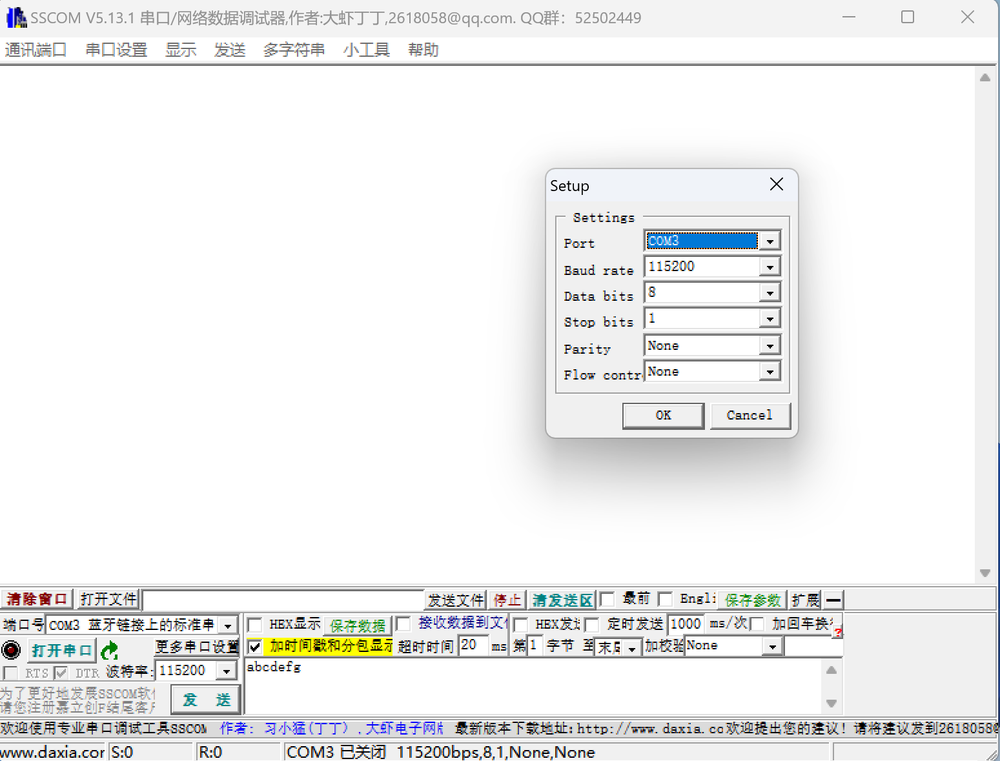 SSCOM V5.13.1 串口/网络数据调试器,作者:大虾丁丁,2618058@qq.com. QQ群：52502449
通讯端口 串口设置 显示 发送 多字符串 小工具 帮助
Setup
Settings
Port COM3
Baud rate 115200
Data bits 8
Stop bits 1
Parity None
Flow contr None
OK Cancel
清除窗口 打开文件 发送文件 停止 清发送区 最前 Engli 保存参数 扩展 —
端口号 COM3 蓝牙链接上的标准串 HEX显示 保存数据 接收数据到文 HEX发 定时发送 1000 ms/次 加回车换
打开串口 更多串口设置 加时间戳和分包显示 超时时间 20 ms 第 1 字节 至 末尾 加校验 None ?
RTS DTR 波特率: 115200 abcdefg
为了更好地发展SSCOM软
请您注册嘉立创F结尾客
发 送
欢迎使用专业串口调试工具SSCOM 作者: 习小猛(丁丁) ,大虾电子网 最新版本下载地址:http://www.daxia.co 欢迎提出您的建议! 请将建议发到2618058@
www.daxia.cor S:0 R:0 COM3 已关闭 115200bps,8,1,None,None